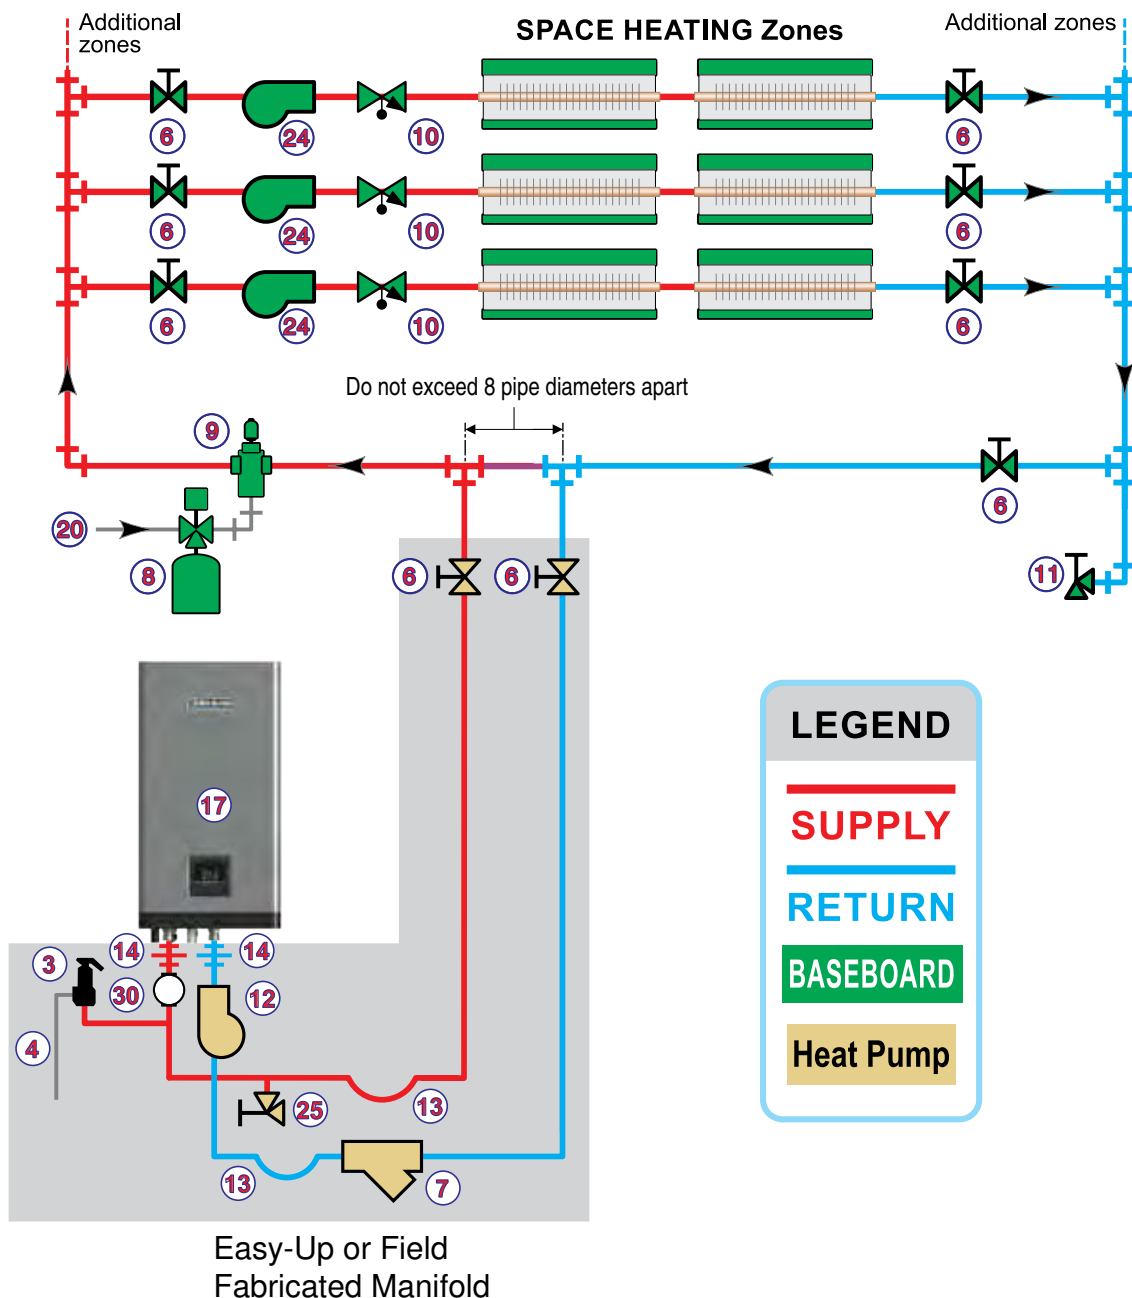 Additional
zones
SPACE HEATING Zones
Additional zones
6
24
10
6
6
24
10
6
6
24
10
6
Do not exceed 8 pipe diameters apart
9
6
20
8
6
6
11
17
LEGEND
SUPPLY
RETURN
BASEBOARD
Heat Pump
3
14
14
30
12
4
25
13
13
7
Easy-Up or Field
Fabricated Manifold